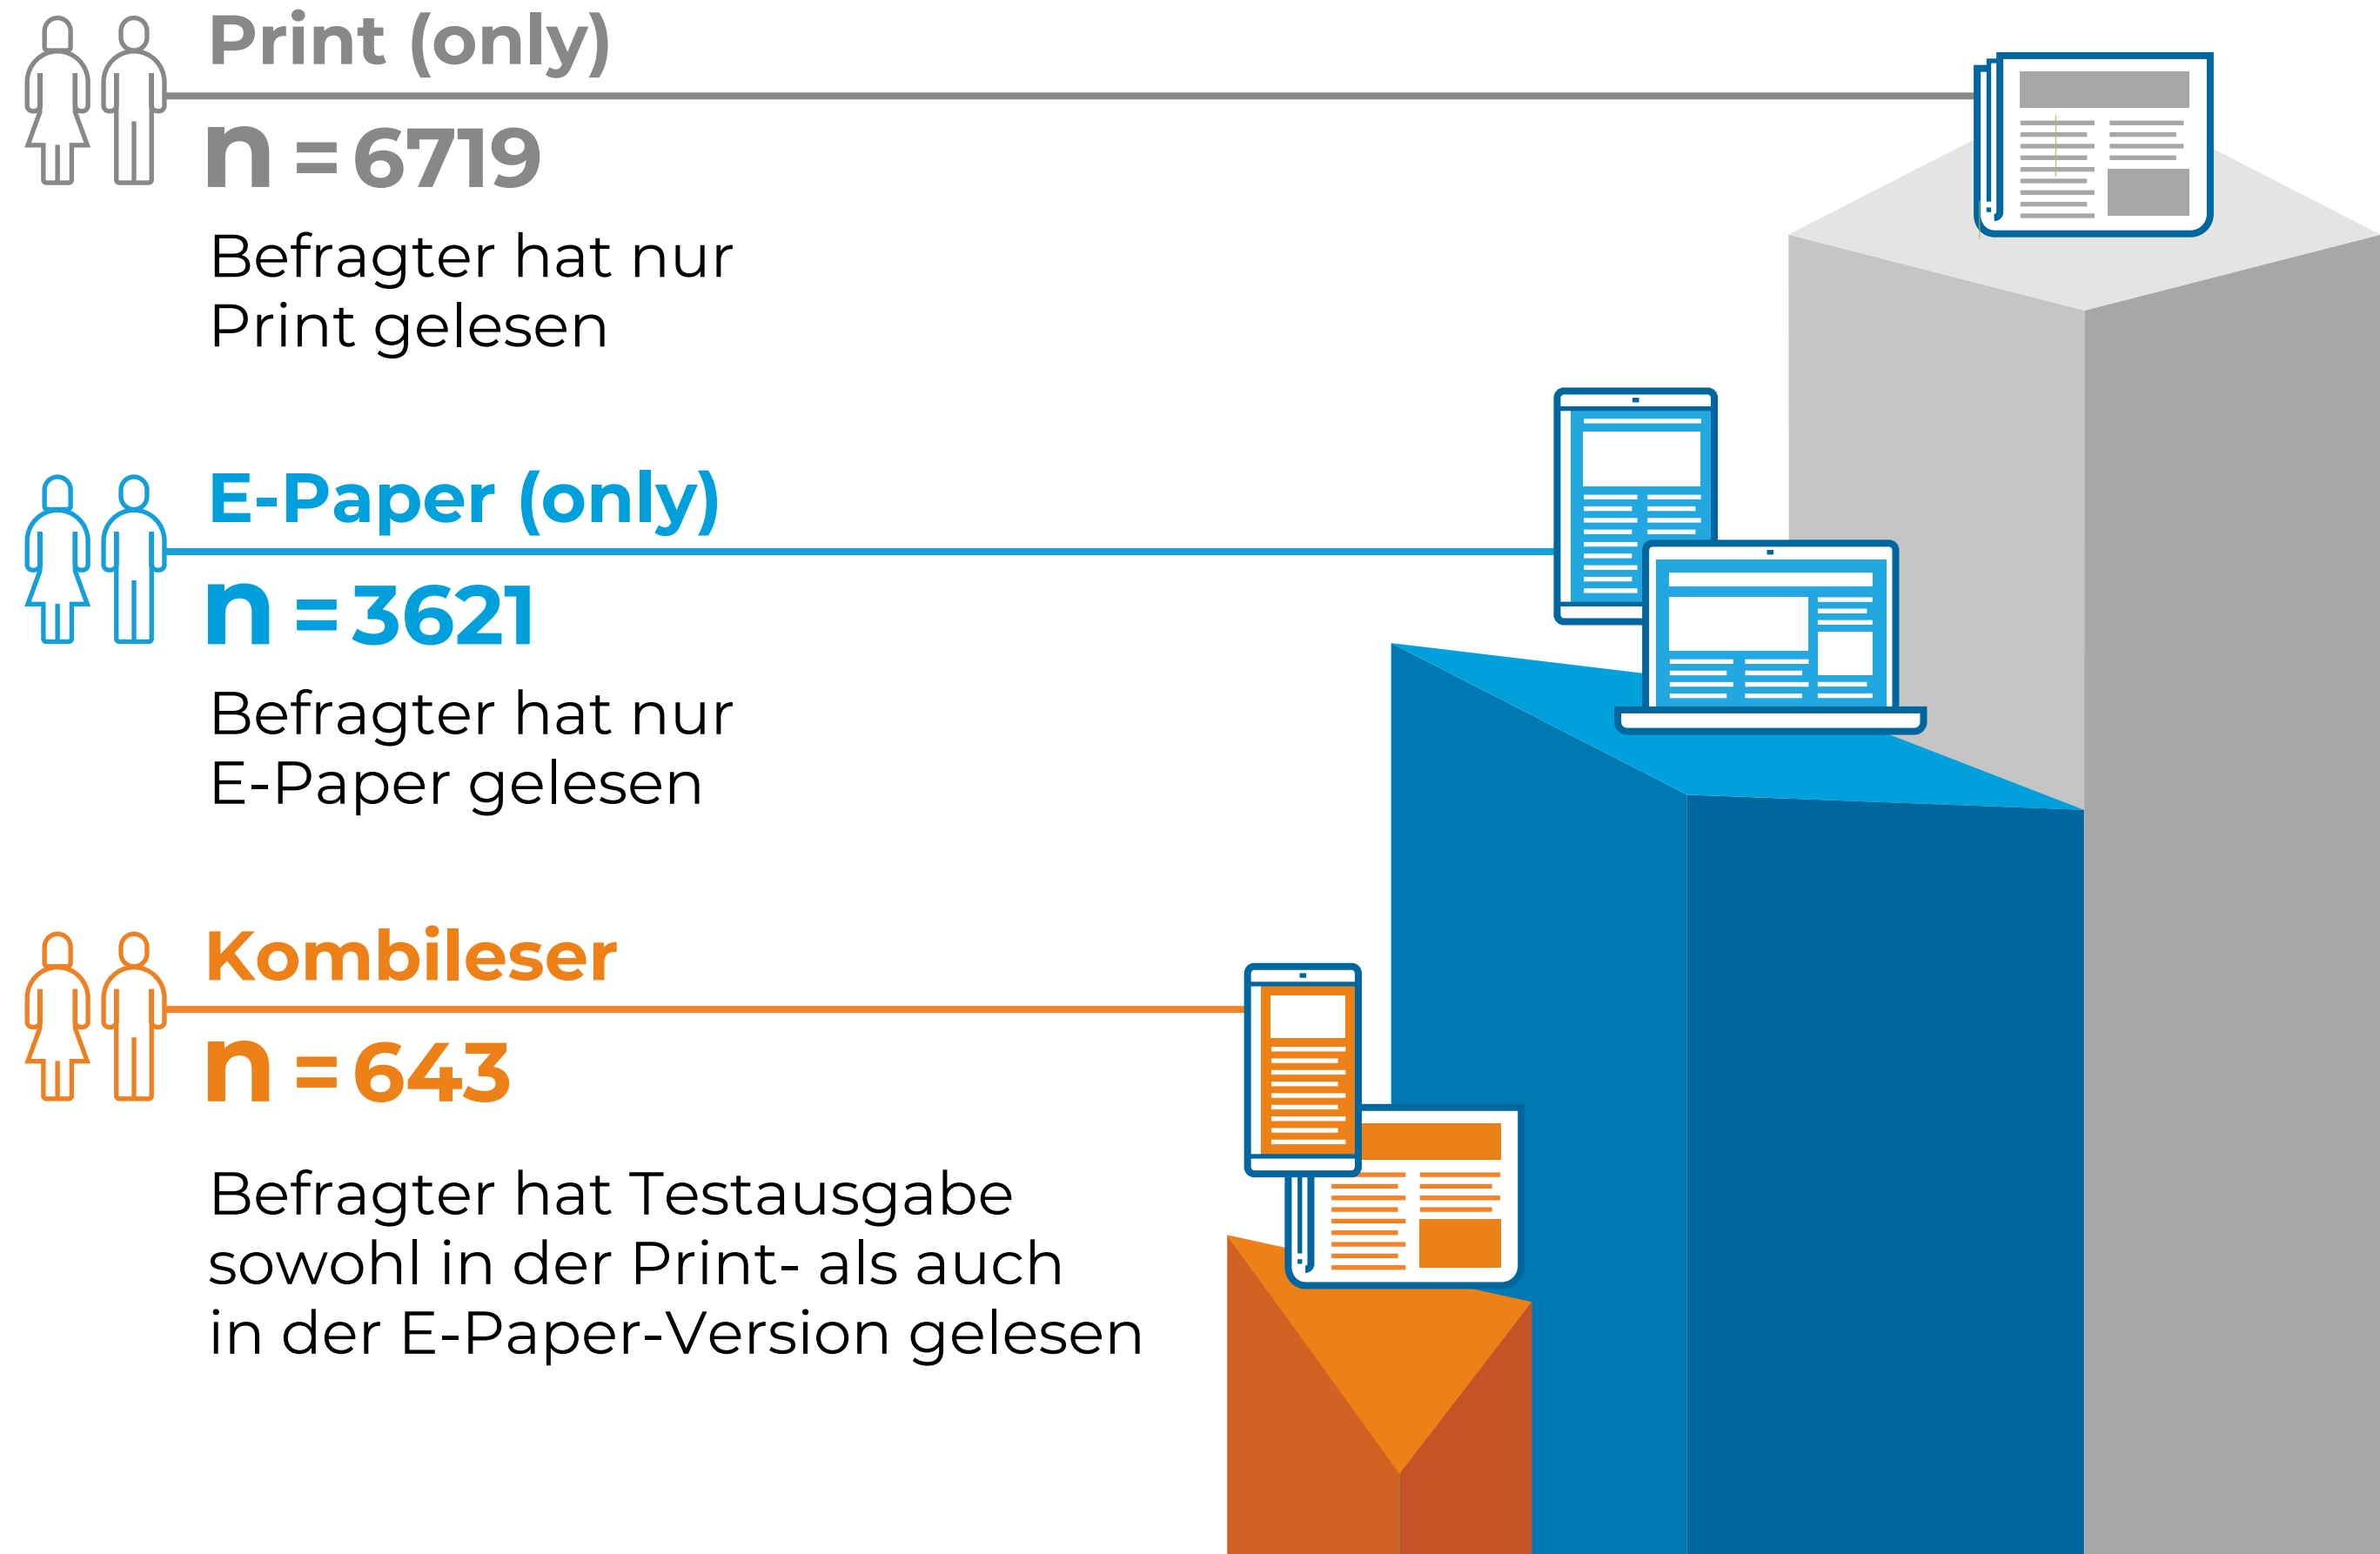 Print (only)
n = 6719
Befragter hat nur
Print gelesen
E-Paper (only)
n = 3621
Befragter hat nur
E-Paper gelesen
Kombileser
n = 643
Befragter hat Testausgabe
sowohl in der Print- als auch
in der E-Paper-Version gelesen